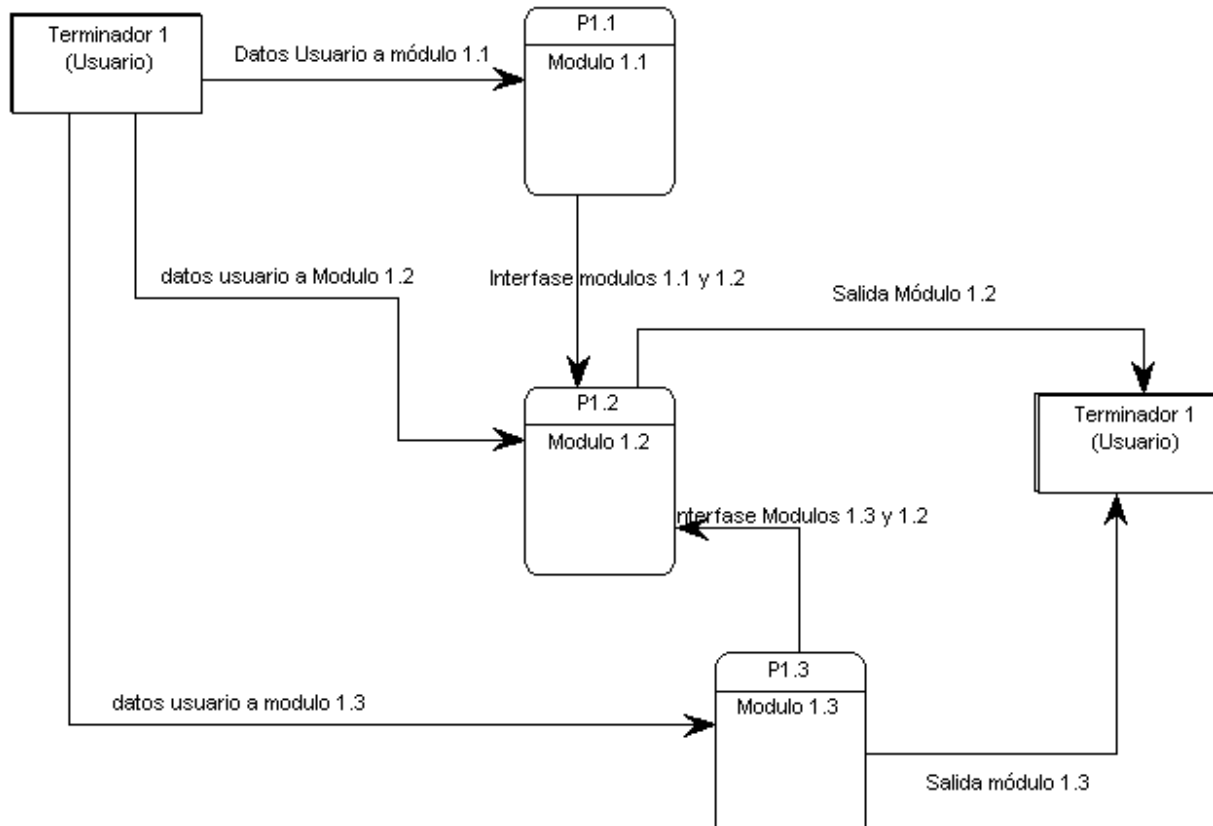 Terminador 1
(Usuario)
Datos Usuario a módulo 1.1
P1.1
Modulo 1.1
datos usuario a Modulo 1.2
Interfase modulos 1.1 y 1.2
Salida Módulo 1.2
P1.2
Modulo 1.2
Terminador 1
(Usuario)
nterfase Modulos 1.3 y 1.2
P1.3
Modulo 1.3
datos usuario a modulo 1.3
Salida módulo 1.3